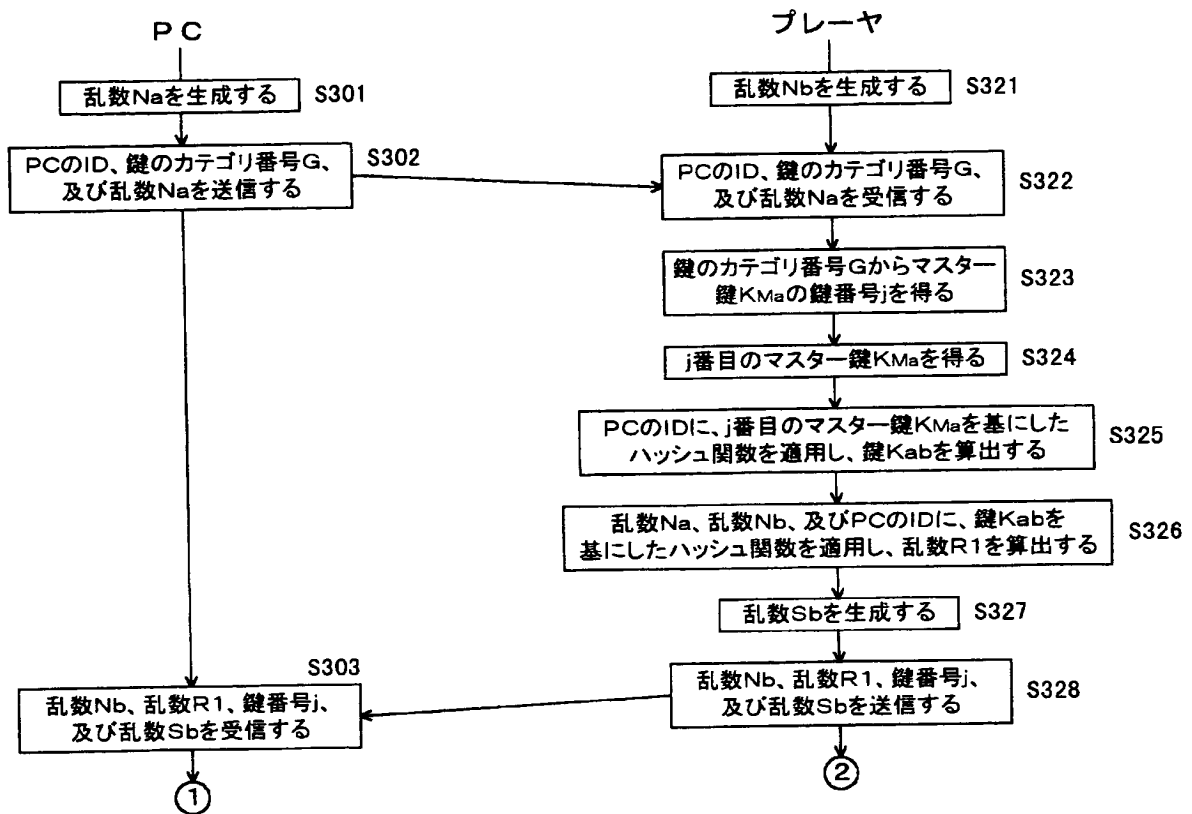 PC
乱数Naを生成する
S301
PCのID、鍵のカテゴリ番号G、
及び乱数Naを送信する
S302
プレーヤ
乱数Nbを生成する
S321
PCのID、鍵のカテゴリ番号G、
及び乱数Naを受信する
S322
鍵のカテゴリ番号Gからマスター
鍵KMaの鍵番号jを得る
S323
j番目のマスター鍵KMaを得る
S324
PCのIDに、j番目のマスター鍵KMaを基にした
ハッシュ関数を適用し、鍵Kabを算出する
S325
乱数Na、乱数Nb、及びPCのIDに、鍵Kabを
基にしたハッシュ関数を適用し、乱数R1を算出する
S326
乱数Sbを生成する
S327
乱数Nb、乱数R1、鍵番号j、
及び乱数Sbを送信する
S328
S303
乱数Nb、乱数R1、鍵番号j、
及び乱数Sbを受信する
①
②